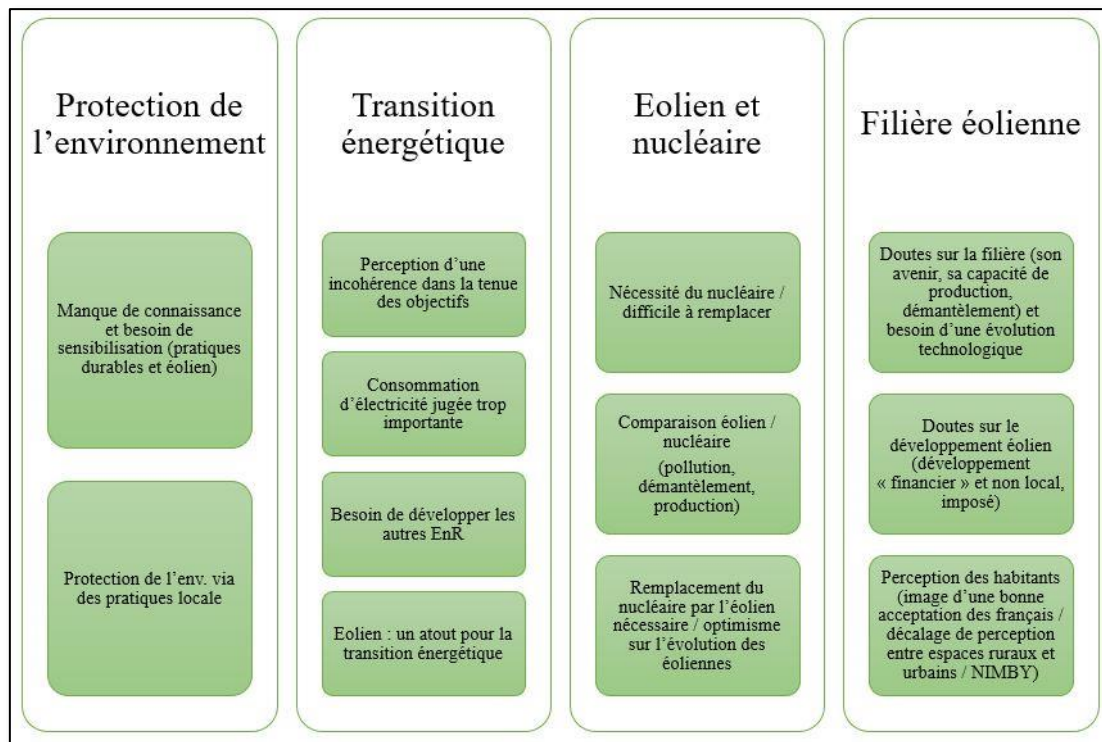 Protection de
l'environnement
Manque de connaissance
et besoin de
sensibilisation (pratiques
durables et éolien)
Protection de l'env. via
des pratiques locale
Transition
énergétique
Perception d'une
incohérence dans la tenue
des objectifs
Consommation
d'électricité jugée trop
importante
Besoin de développer les
autres EnR
Eolien : un atout pour la
transition énergétique
Eolien et
nucléaire
Nécessité du nucléaire /
difficile à remplacer
Comparaison éolien /
nucléaire
(pollution,
démantèlement,
production)
Remplacement du
nucléaire par l'éolien
nécessaire / optimisme
sur l'évolution des
éoliennes
Filière éolienne
Doutes sur la filière (son
avenir, sa capacité de
production,
démantèlement) et
besoin d'une évolution
technologique
Doutes sur le
développement éolien
(développement
« financier » et non local,
imposé)
Perception des habitants
(image d'une bonne
acceptation des français /
décalage de perception
entre espaces ruraux et
urbains / NIMBY)